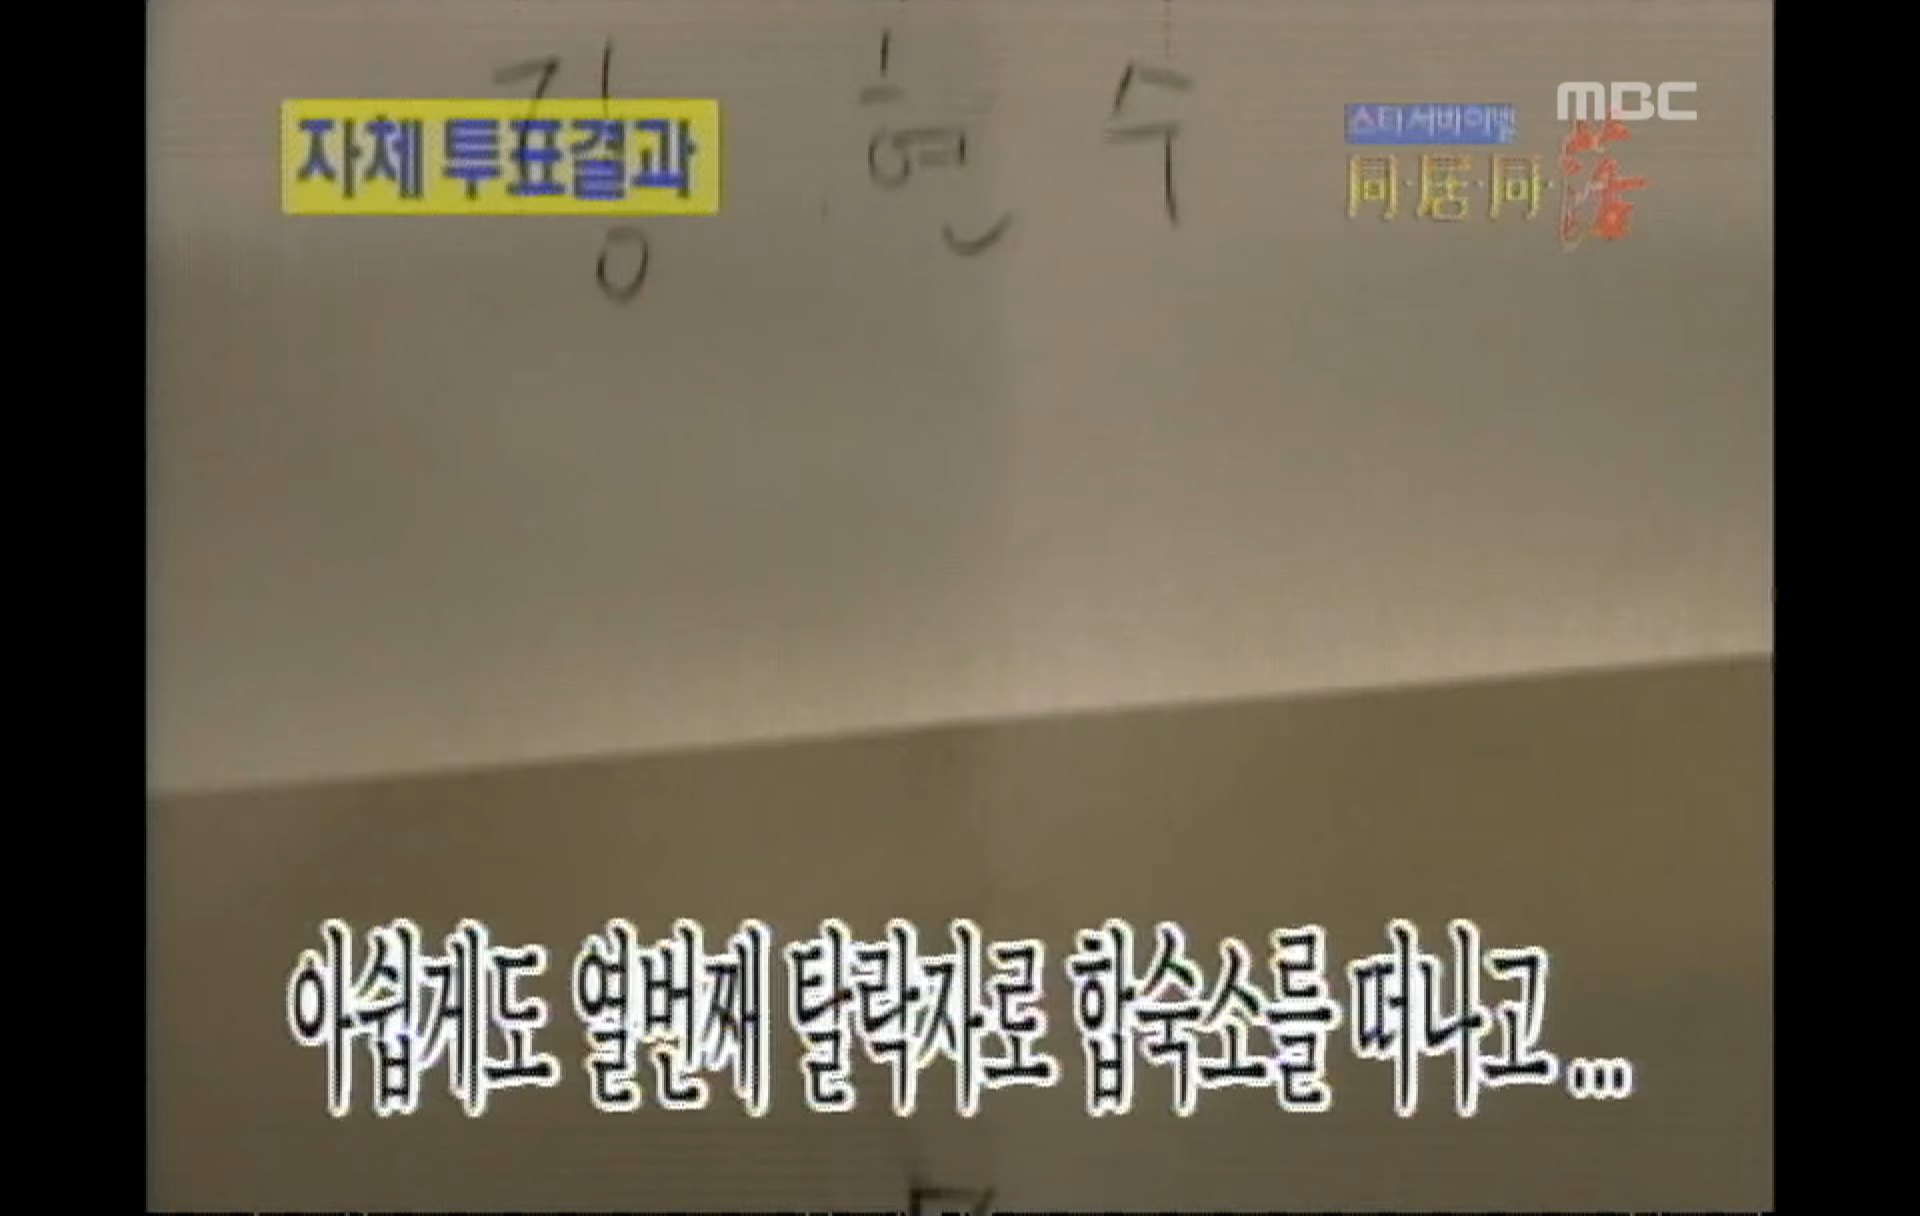 강 현 수
MBC
자체 투표결과
스타서바이벌
同·居·同·落
아쉽게도 열번째 탈락자로 합숙소를 떠나고...